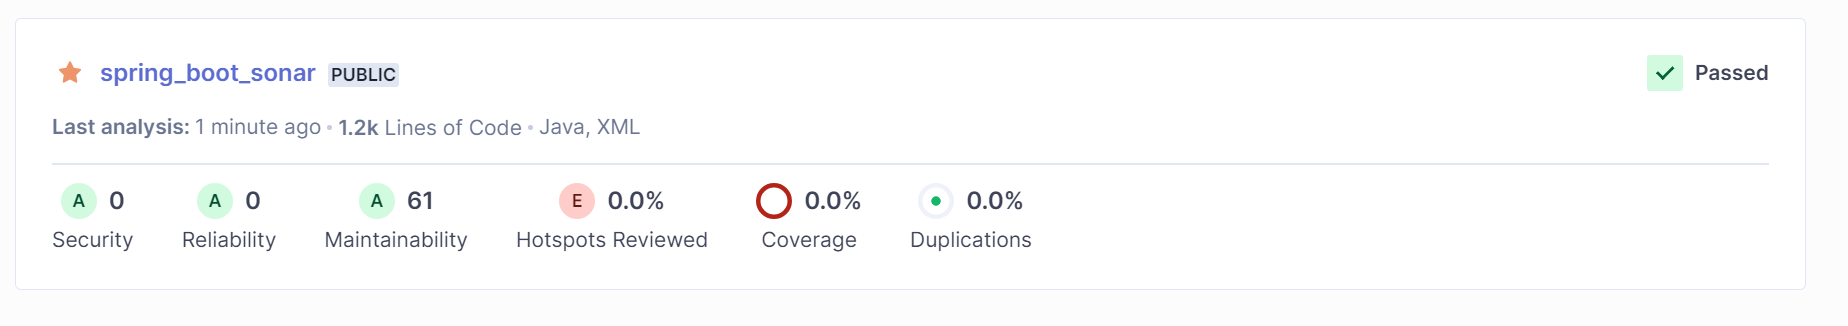 spring_boot_sonar PUBLIC Passed
Last analysis: 1 minute ago • 1.2k Lines of Code • Java, XML
A 0 A 0 A 61 E 0.0% 0.0% 0.0%
Security Reliability Maintainability Hotspots Reviewed Coverage Duplications